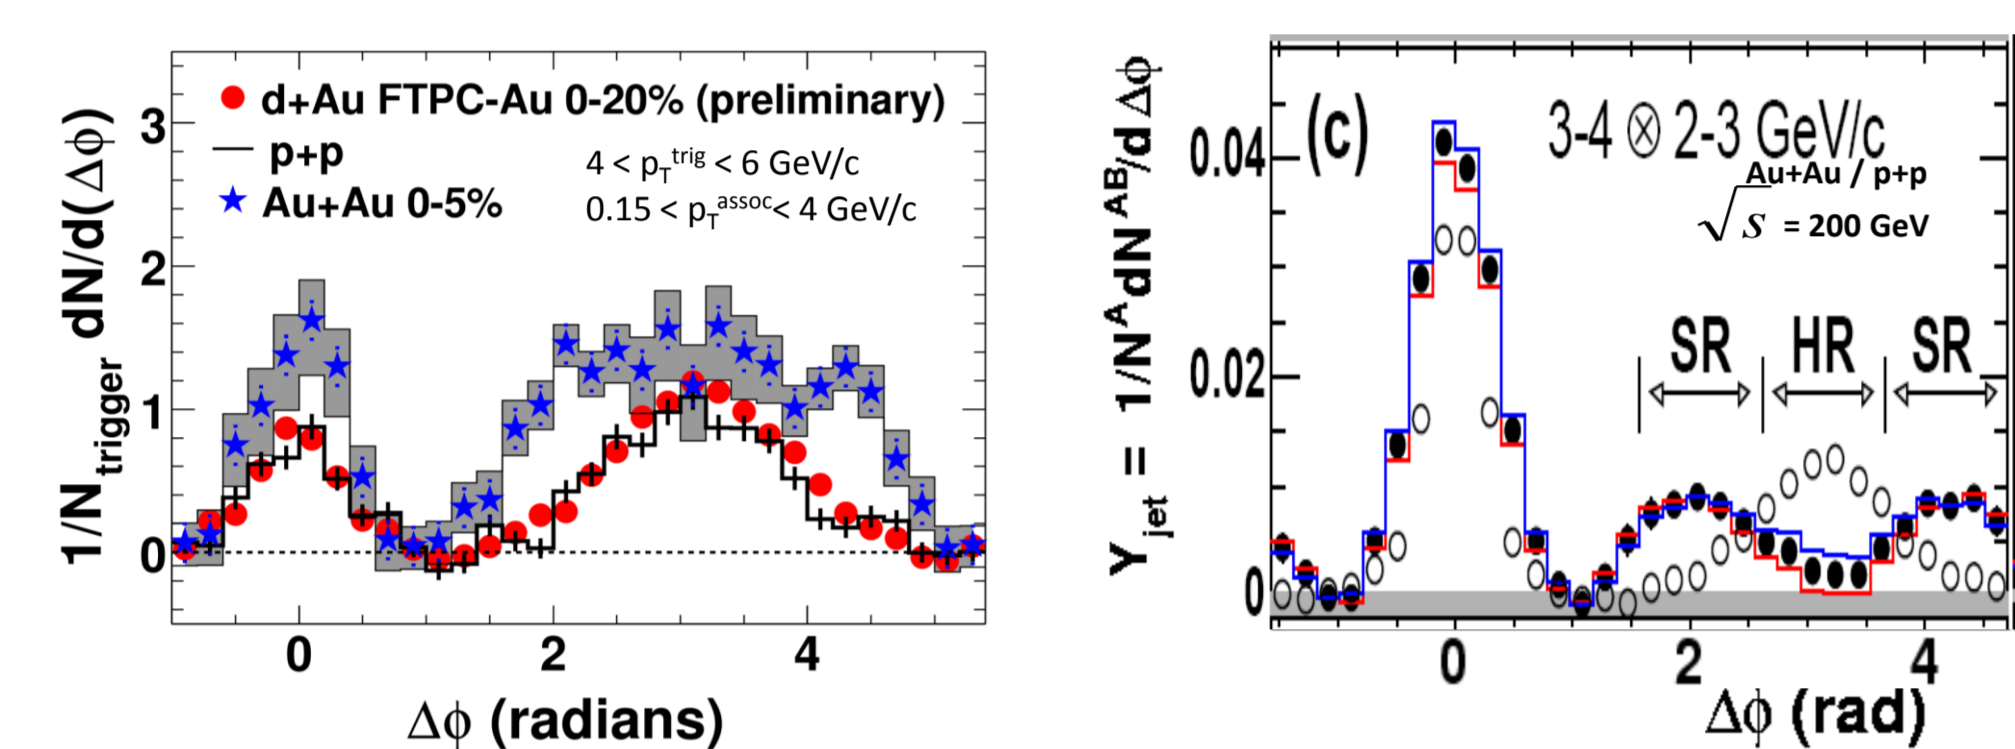 d+Au FTPC-Au 0-20% (preliminary)
p+p
Au+Au 0-5%
4 < p_T^trig < 6 GeV/c
0.15 < p_T^assoc < 4 GeV/c
1/N_trigger dN/d(Δϕ)
3
2
1
0
0 2 4
Δϕ (radians)
(c)
3-4 ⊗ 2-3 GeV/c
Au+Au / p+p
√s = 200 GeV
Y_jet = 1/N^A dN^AB/dΔϕ
0.04
0.02
0
SR HR SR
0 2 4
Δϕ (rad)